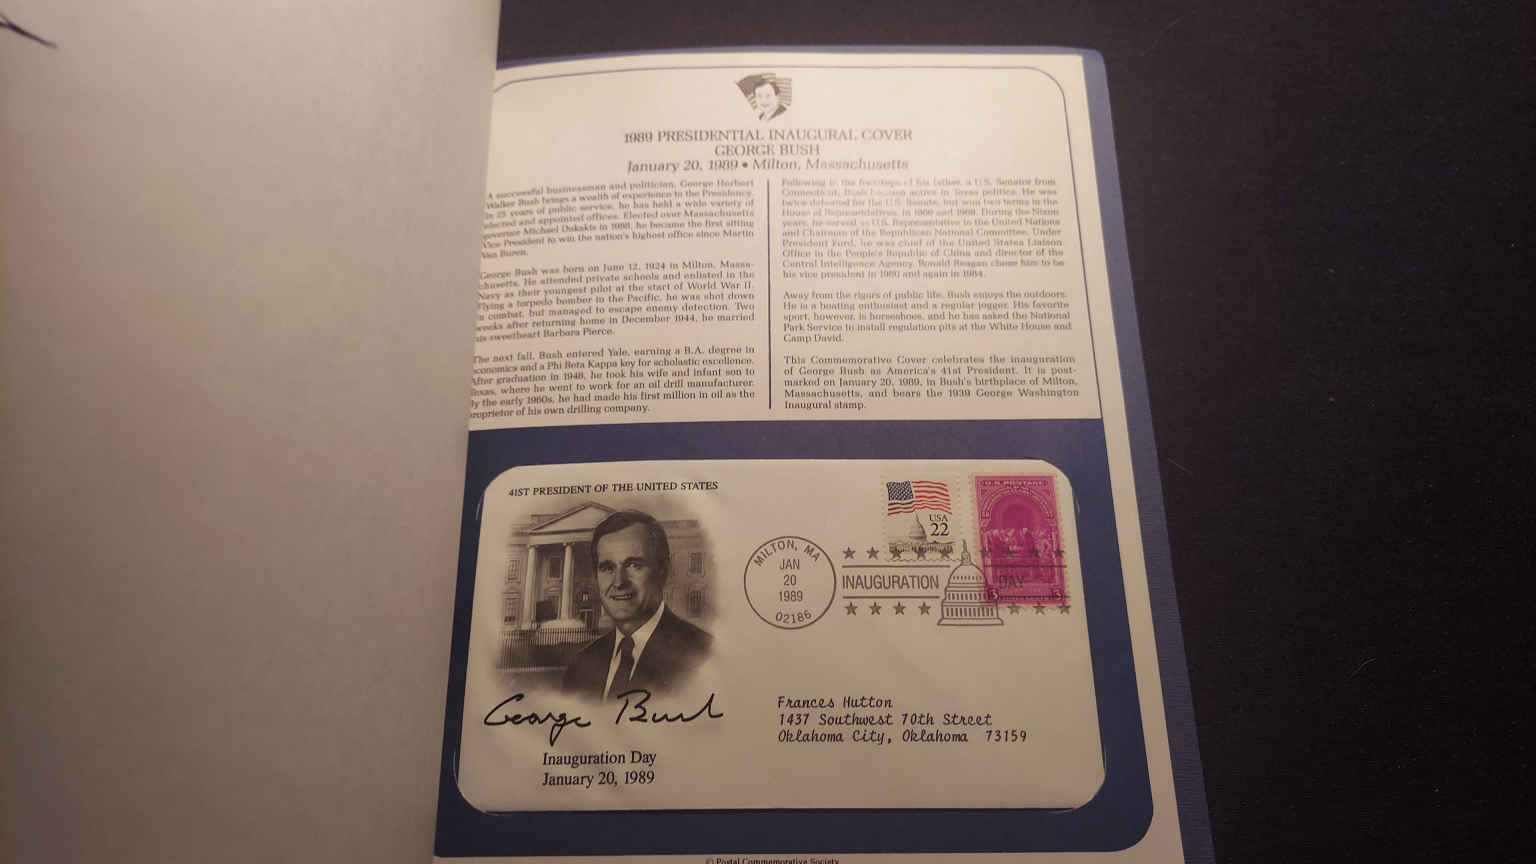 1989 PRESIDENTIAL INAUGURAL COVER
GEORGE BUSH
January 20, 1989 • Milton, Massachusetts
A successful businessman and politician, George Herbert
Walker Bush brings a wealth of experience to the Presidency.
In 25 years of public service, he has held a wide variety of
elected and appointed offices. Elected over Massachusetts
governor Michael Dukakis in 1988, he became the first sitting
Vice President to win the nation's highest office since Martin
Van Buren.
George Bush was born on June 12, 1924 in Milton, Massa-
chusetts. He attended private schools and enlisted in the
Navy as their youngest pilot at the start of World War II.
Flying a torpedo bomber in the Pacific, he was shot down
in combat, but managed to escape enemy detection. Two
weeks after returning home in December 1944, he married
his sweetheart Barbara Pierce.
The next fall, Bush entered Yale, earning a B.A. degree in
economics and a Phi Beta Kappa key for scholastic excellence.
After graduation in 1948, he took his wife and infant son to
Texas, where he went to work for an oil drill manufacturer.
By the early 1960s, he had made his first million in oil as the
proprietor of his own drilling company.
Following in the footsteps of his father, a U.S. Senator from
Connecticut, Bush became active in Texas politics. He was
twice defeated for the U.S. Senate, but won two terms in the
House of Representatives, in 1966 and 1968. During the Nixon
years, he served as U.S. Representative to the United Nations
and Chairman of the Republican National Committee. Under
President Ford, he was chief of the United States Liaison
Office in the People's Republic of China and director of the
Central Intelligence Agency. Ronald Reagan chose him to be
his vice president in 1980 and again in 1984.
Away from the rigors of public life, Bush enjoys the outdoors.
He is a boating enthusiast and a regular jogger. His favorite
sport, however, is horseshoes, and he has asked the National
Park Service to install regulation pits at the White House and
Camp David.
This Commemorative Cover celebrates the inauguration
of George Bush as America's 41st President. It is post-
marked on January 20, 1989, in Bush's birthplace of Milton,
Massachusetts, and bears the 1939 George Washington
Inaugural stamp.
41ST PRESIDENT OF THE UNITED STATES
George Bush
Inauguration Day
January 20, 1989
MILTON, MA
JAN
20
1989
02186
USA
22
U.S. POSTAGE
3 3
INAUGURATION DAY
Frances Hutton
1437 Southwest 70th Street
Oklahoma City, Oklahoma 73159
© Postal Commemorative Society